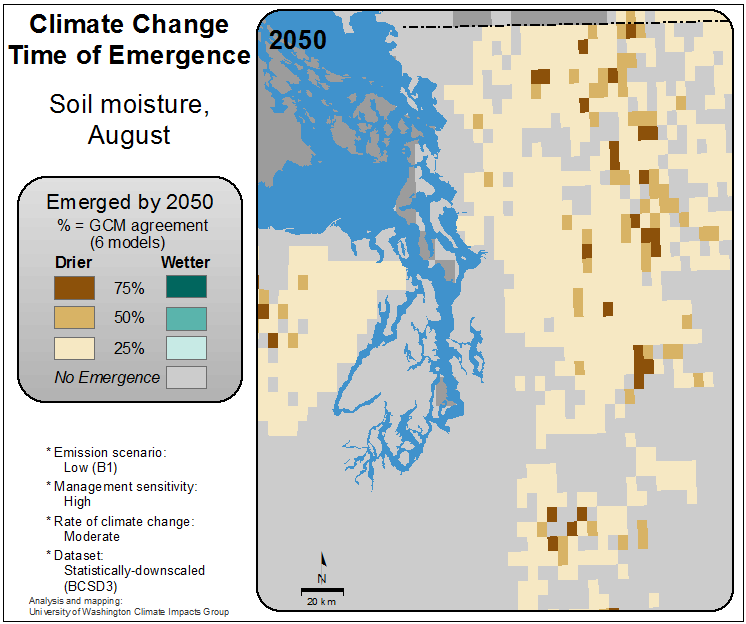 Climate Change
Time of Emergence
Soil moisture,
August
Emerged by 2050
% = GCM agreement
(6 models)
Drier Wetter
75%
50%
25%
No Emergence
* Emission scenario:
Low (B1)
* Management sensitivity:
High
* Rate of climate change:
Moderate
* Dataset:
Statistically-downscaled
(BCSD3)
Analysis and mapping:
University of Washington Climate Impacts Group
2050
N
20 km